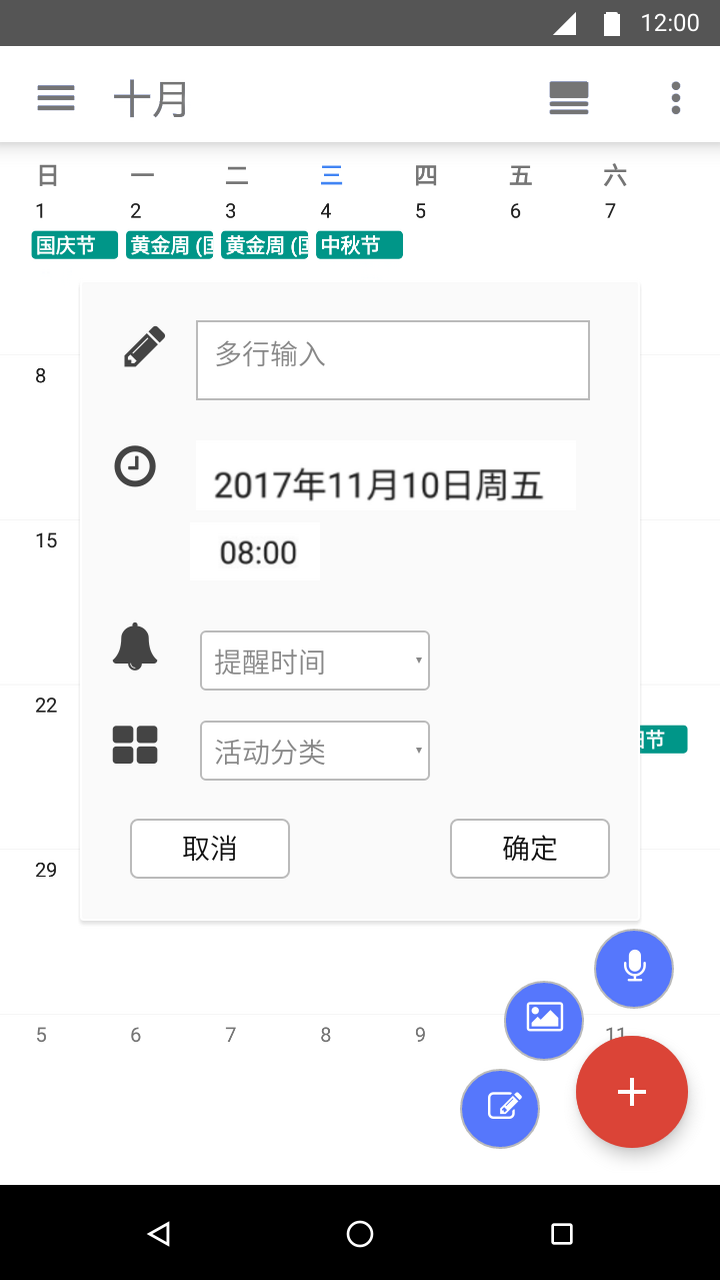 12:00
十月
日 一 二 三 四 五 六
1 2 3 4 5 6 7
国庆节 黄金周 (国 黄金周 (国 中秋节
多行输入
8
2017年11月10日周五
15
08:00
提醒时间
22
节
活动分类
取消 确定
29
5 6 7 8 9 11